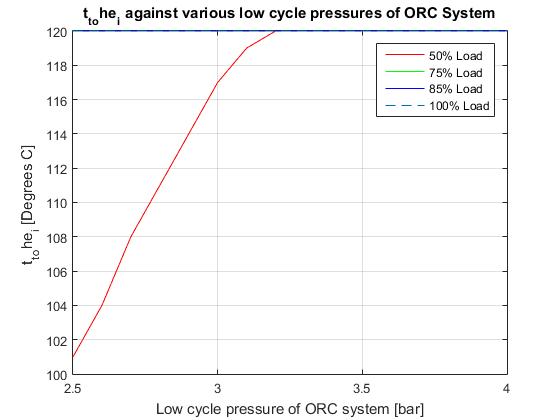 t_to he_i against various low cycle pressures of ORC System
120
118
116
114
112
110
108
106
104
102
100
t_to he_i [Degrees C]
50% Load
75% Load
85% Load
100% Load
2.5 3 3.5 4
Low cycle pressure of ORC system [bar]